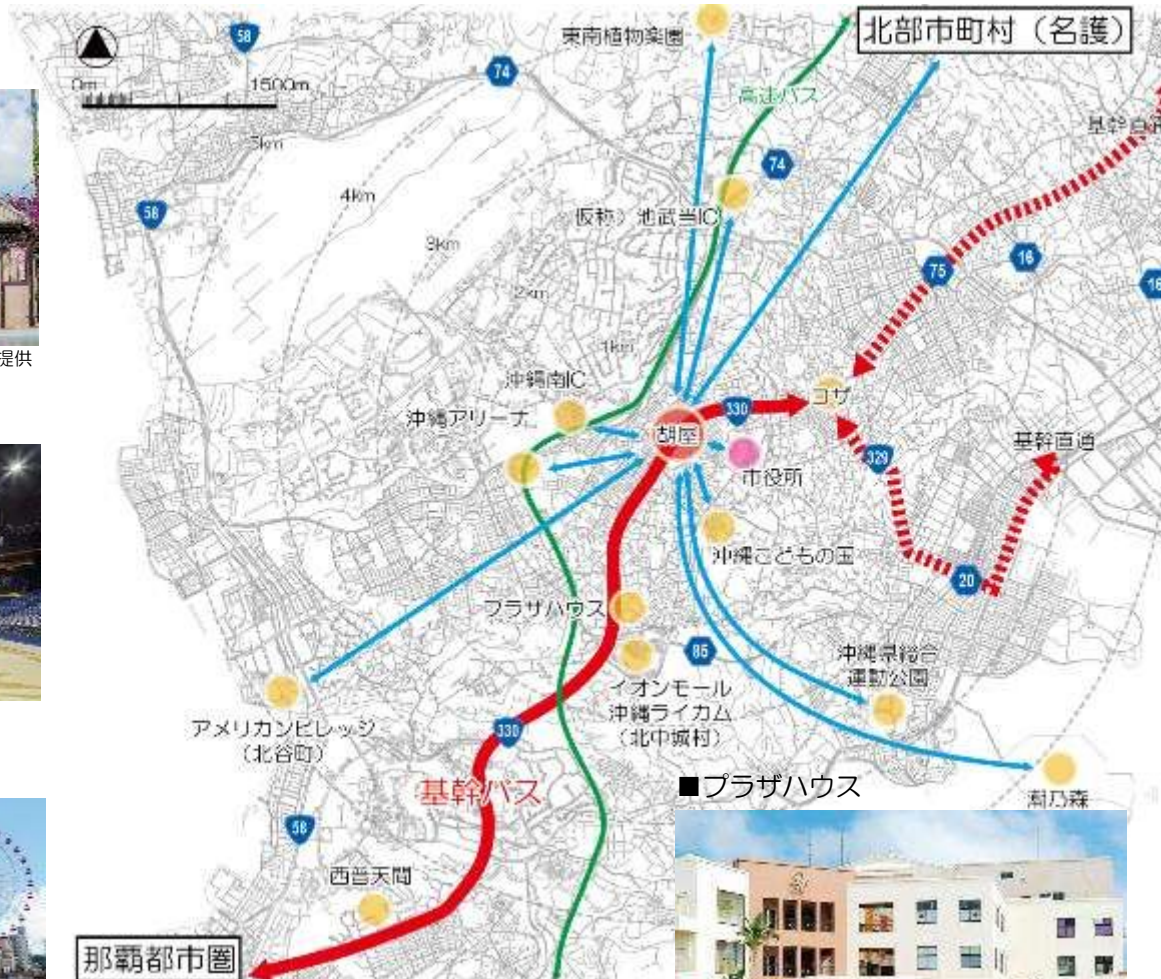 東南植物楽園
北部市町村（名護）
58
74
0m
1500m
高速バス
5km
74
58
4km
仮称）池武当IC
3km
75
16
16
2km
1km
提供
沖縄南IC
コザ
沖縄アリーナ
330
胡屋
基幹直通
329
市役所
沖縄こどもの国
20
プラザハウス
85
沖縄県総合
運動公園
イオンモール
沖縄ライカム
（北中城村）
アメリカンビレッジ
（北谷町）
330
基幹バス
■プラザハウス
潮乃森
58
西普天間
那覇都市圏